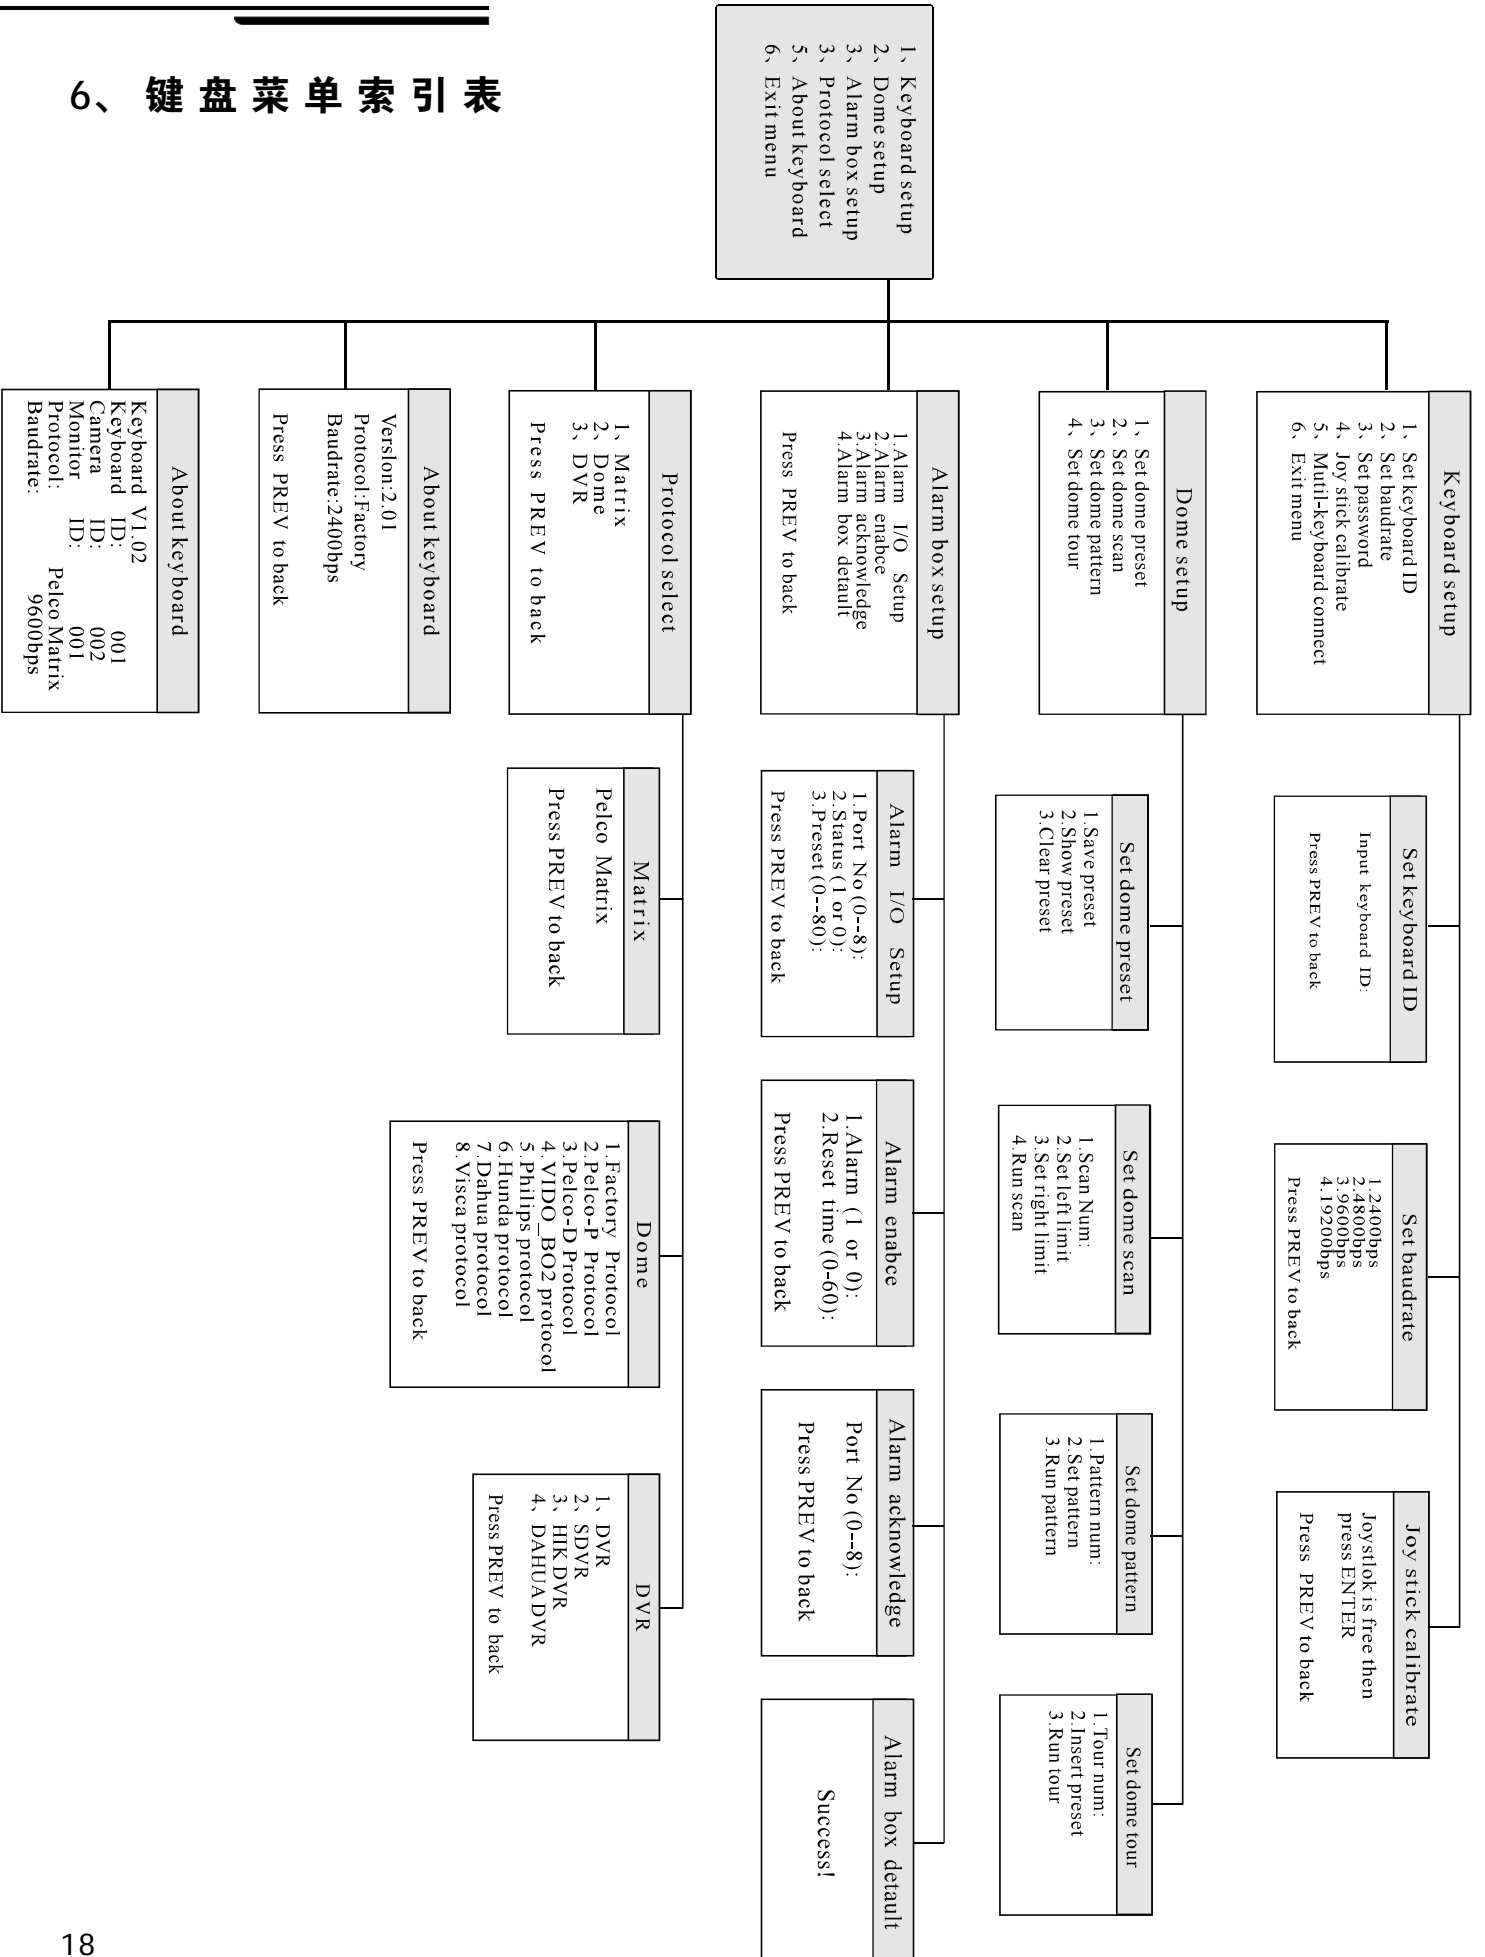 6、键盘菜单索引表
1、Keyboard setup
2、Dome setup
3、Alarm box setup
3、Protocol select
5、About keyboard
6、Exit menu
Keyboard setup
1、Set keyboard ID
2、Set baudrate
3、Set password
4、Joy stick calibrate
5、Mutil-keyboard connect
6、Exit menu
Set keyboard ID
Input keyboard ID:
Press PREV to back
Set baudrate
1.2400bps
2.4800bps
3.9600bps
4.19200bps
Press PREV to back
Joy stick calibrate
Joystlok is free then
press ENTER
Press PREV to back
Dome setup
1、Set dome preset
2、Set dome scan
3、Set dome pattern
4、Set dome tour
Set dome preset
1.Save preset
2.Show preset
3.Clear preset
Set dome scan
1.Scan Num:
2.Set left limit
3.Set right limit
4.Run scan
Set dome pattern
1.Pattern num:
2.Set pattern
3.Run pattern
Set dome tour
1.Tour num:
2.Insert preset
3.Run tour
Alarm box setup
1.Alarm I/O Setup
2.Alarm enabce
3.Alarm acknowledge
4.Alarm box detault
Press PREV to back
Alarm I/O Setup
1.Port No (0--8):
2.Status (1 or 0):
3.Preset (0--80):
Press PREV to back
Alarm enabce
1.Alarm (1 or 0):
2.Reset time (0-60):
Press PREV to back
Alarm acknowledge
Port No (0--8):
Press PREV to back
Alarm box detault
Success!
Protocol select
1、Matrix
2、Dome
3、DVR
Press PREV to back
Matrix
Pelco Matrix
Press PREV to back
Dome
1.Factory Protocol
2.Pelco-P Protocol
3.Pelco-D Protocol
4.VIDO_BO2 protocol
5.Philips protocol
6.Hunda protocol
7.Dahua protocol
8.Visca protocol
Press PREV to back
DVR
1、DVR
2、SDVR
3、HIK DVR
4、DAHUA DVR
Press PREV to back
About keyboard
Verslon:2.01
Protocol:Factory
Baudrate:2400bps
Press PREV to back
About keyboard
Keyboard V1.02
Keyboard ID: 001
Camera ID: 002
Monitor ID: 001
Protocol: Pelco Matrix
Baudrate: 9600bps
18